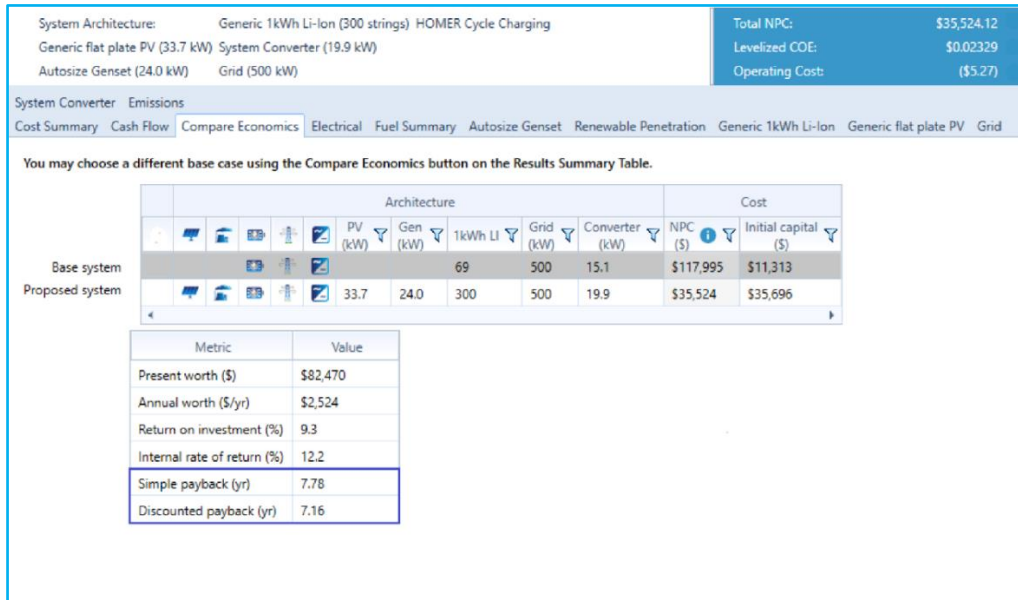 System Architecture: Generic 1kWh Li-Ion (300 strings) HOMER Cycle Charging
Generic flat plate PV (33.7 kW) System Converter (19.9 kW)
Autosize Genset (24.0 kW) Grid (500 kW)
Total NPC: $35,524.12
Levelized COE: $0.02329
Operating Cost: ($5.27)
System Converter Emissions
Cost Summary Cash Flow Compare Economics Electrical Fuel Summary Autosize Genset Renewable Penetration Generic 1kWh Li-Ion Generic flat plate PV Grid
You may choose a different base case using the Compare Economics button on the Results Summary Table.
Architecture Cost
PV (kW) Gen (kW) 1kWh LI Grid (kW) Converter (kW) NPC ($) Initial capital ($)
Base system 69 500 15.1 $117,995 $11,313
Proposed system 33.7 24.0 300 500 19.9 $35,524 $35,696
Metric Value
Present worth ($) $82,470
Annual worth ($/yr) $2,524
Return on investment (%) 9.3
Internal rate of return (%) 12.2
Simple payback (yr) 7.78
Discounted payback (yr) 7.16